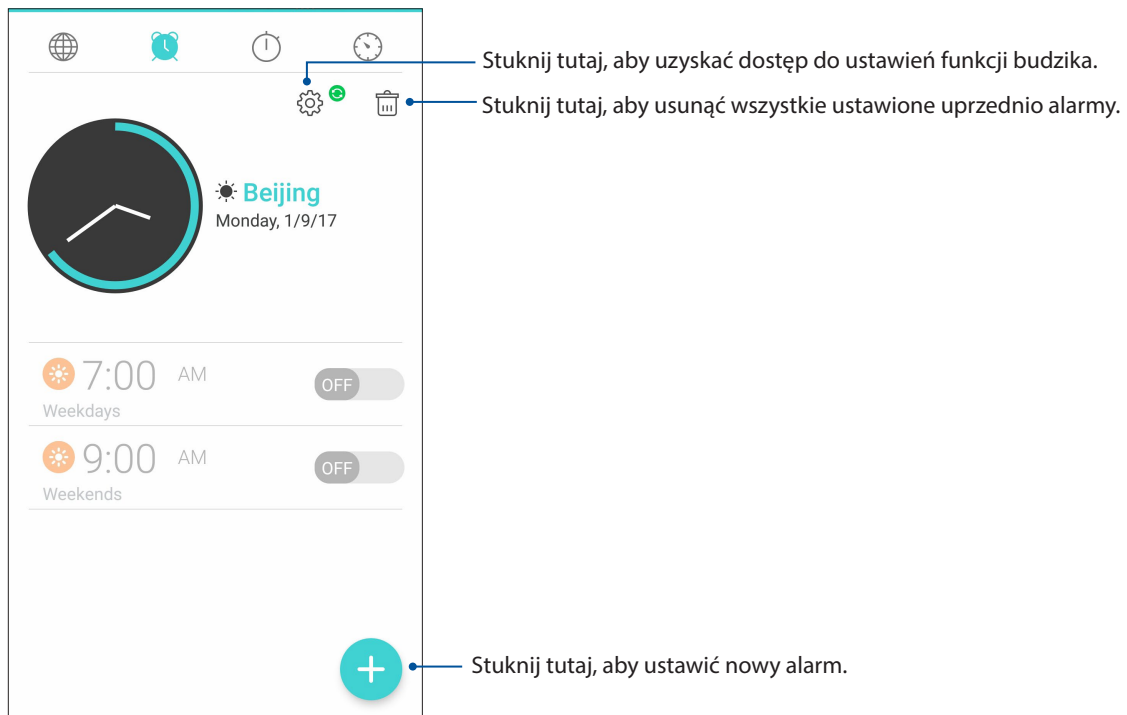 Stuknij tutaj, aby uzyskać dostęp do ustawień funkcji budzika.
Stuknij tutaj, aby usunąć wszystkie ustawione uprzednio alarmy.
Beijing
Monday, 1/9/17
7:00 AM
OFF
Weekdays
9:00 AM
OFF
Weekends
Stuknij tutaj, aby ustawić nowy alarm.